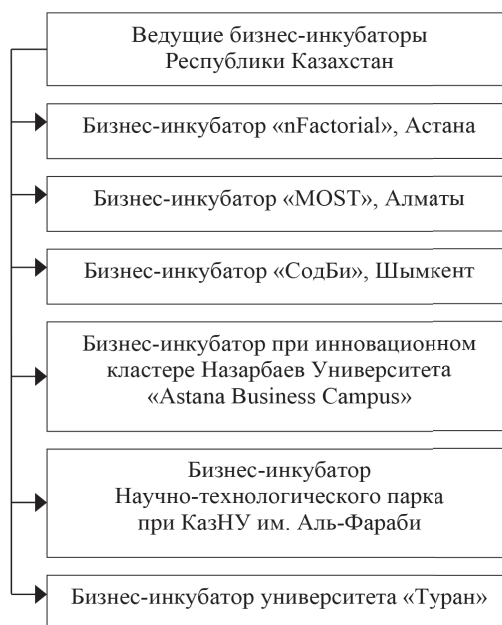 Ведущие бизнес-инкубаторы
Республики Казахстан
Бизнес-инкубатор «nFactorial», Астана
Бизнес-инкубатор «MOST», Алматы
Бизнес-инкубатор «СодБи», Шымкент
Бизнес-инкубатор при инновационном
кластере Назарбаев Университета
«Astana Business Campus»
Бизнес-инкубатор
Научно-технологического парка
при КазНУ им. Аль-Фараби
Бизнес-инкубатор университета «Туран»